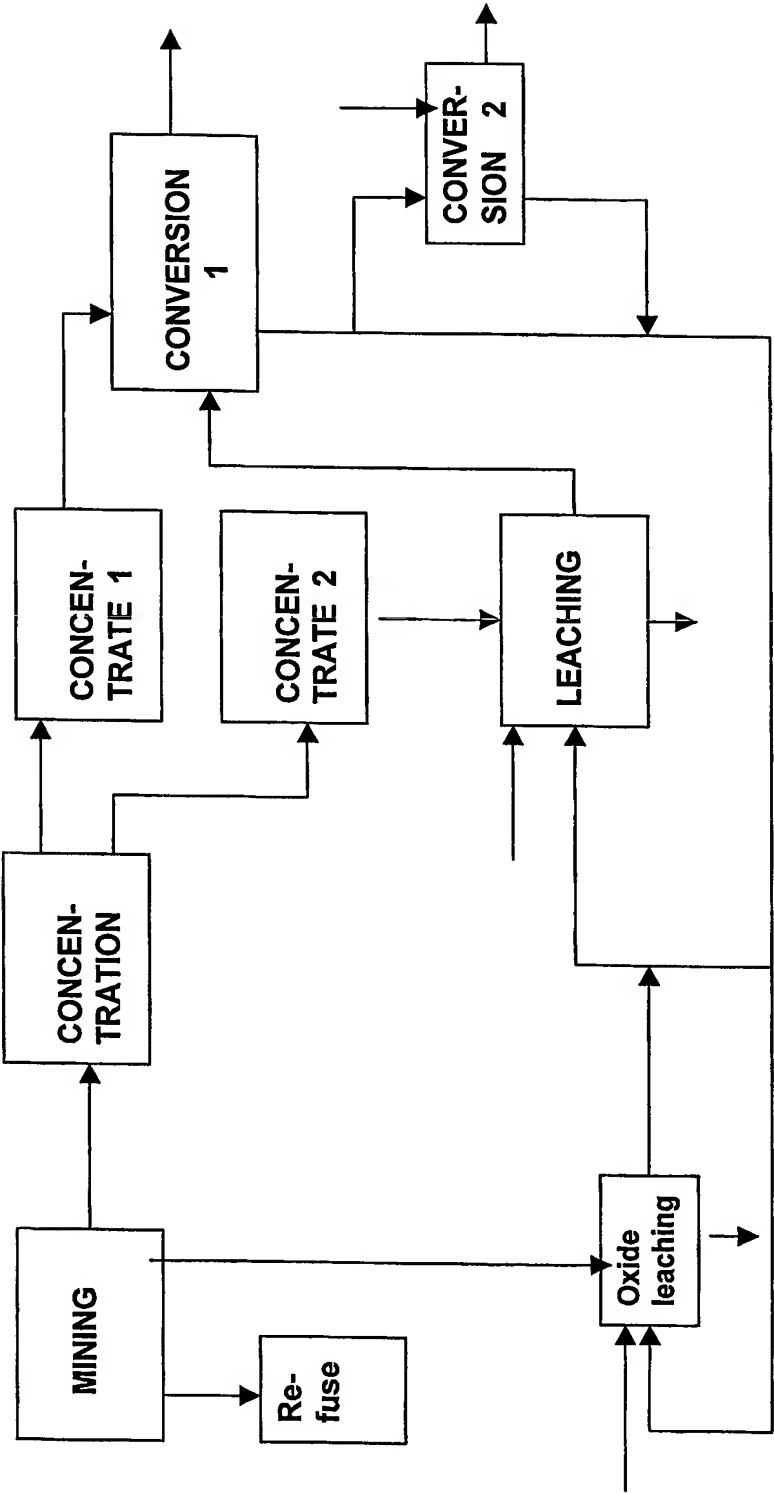 MINING
Re-
fuse
CONCEN-
TRATION
CONCEN-
TRATE 1
CONCEN-
TRATE 2
CONVERSION
1
CONVER-
SION 2
LEACHING
Oxide
leaching